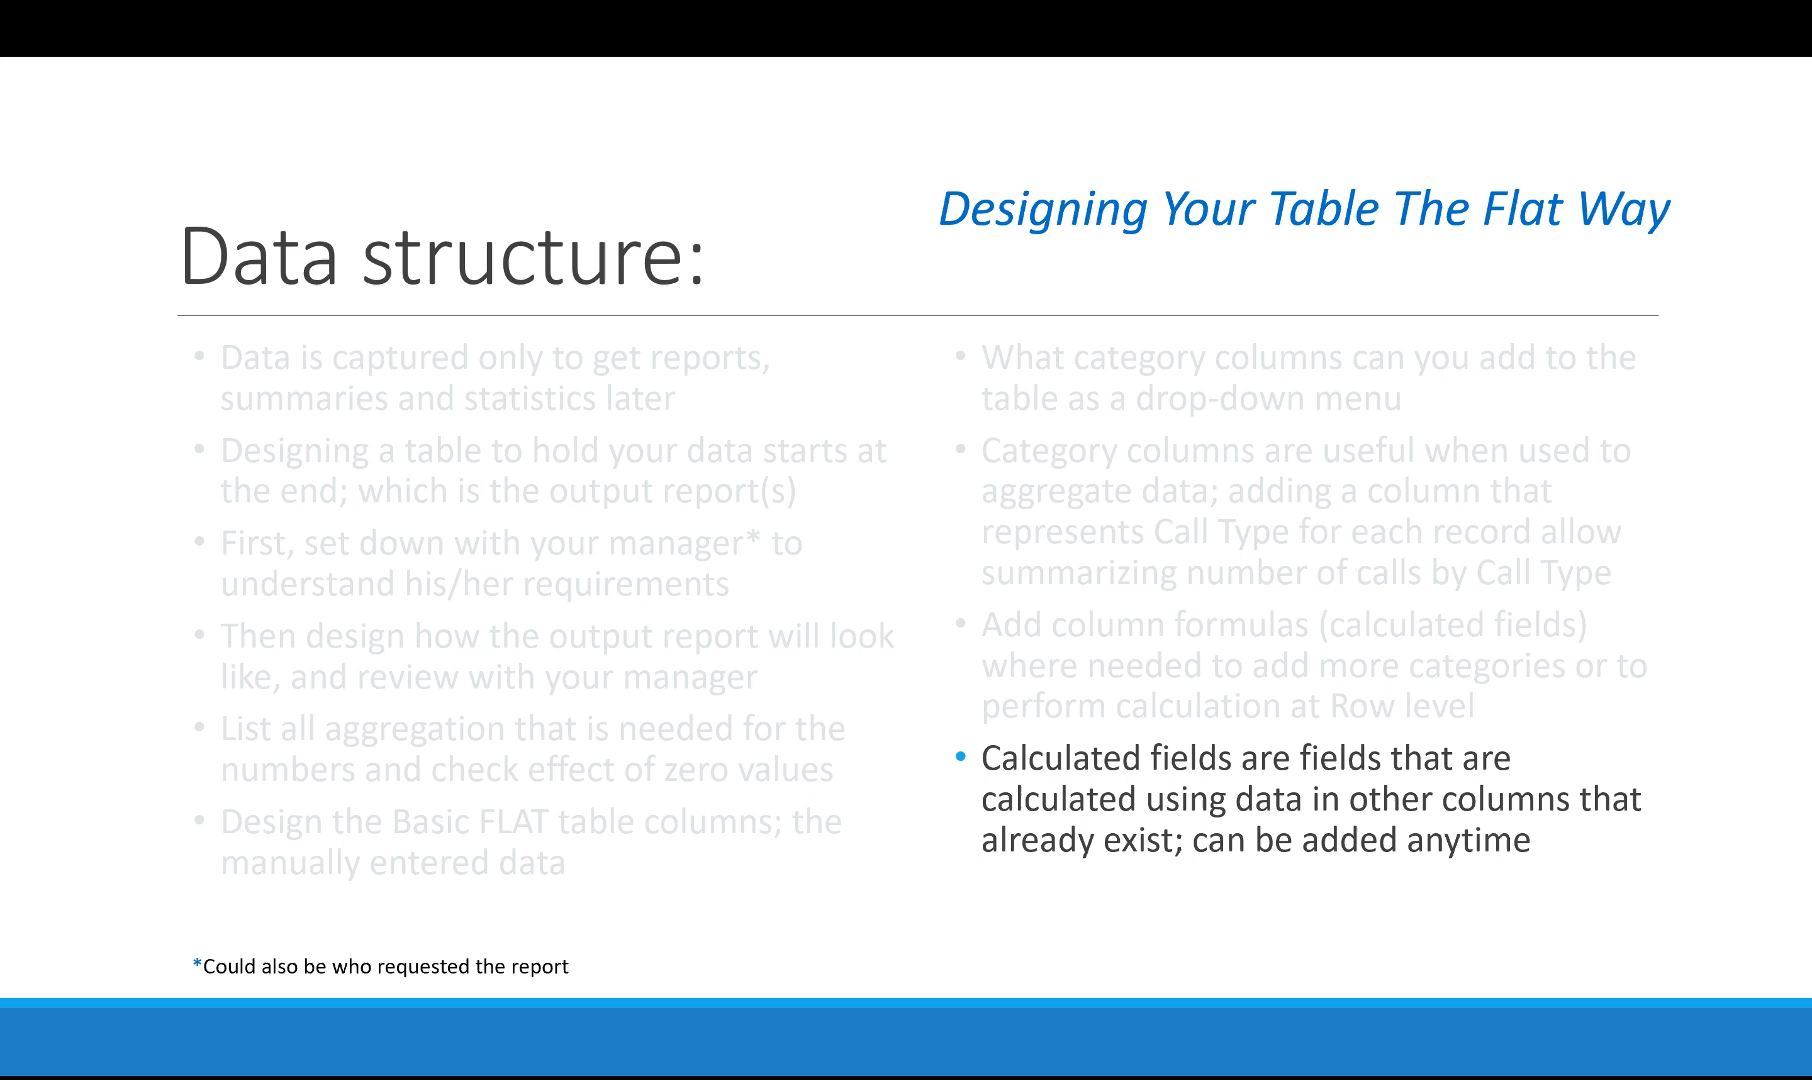 Designing Your Table The Flat Way
Data structure:
• Data is captured only to get reports,
summaries and statistics later
• Designing a table to hold your data starts at
the end; which is the output report(s)
• First, set down with your manager* to
understand his/her requirements
• Then design how the output report will look
like, and review with your manager
• List all aggregation that is needed for the
numbers and check effect of zero values
• Design the Basic FLAT table columns; the
manually entered data
• What category columns can you add to the
table as a drop-down menu
• Category columns are useful when used to
aggregate data; adding a column that
represents Call Type for each record allow
summarizing number of calls by Call Type
• Add column formulas (calculated fields)
where needed to add more categories or to
perform calculation at Row level
• Calculated fields are fields that are
calculated using data in other columns that
already exist; can be added anytime
*Could also be who requested the report